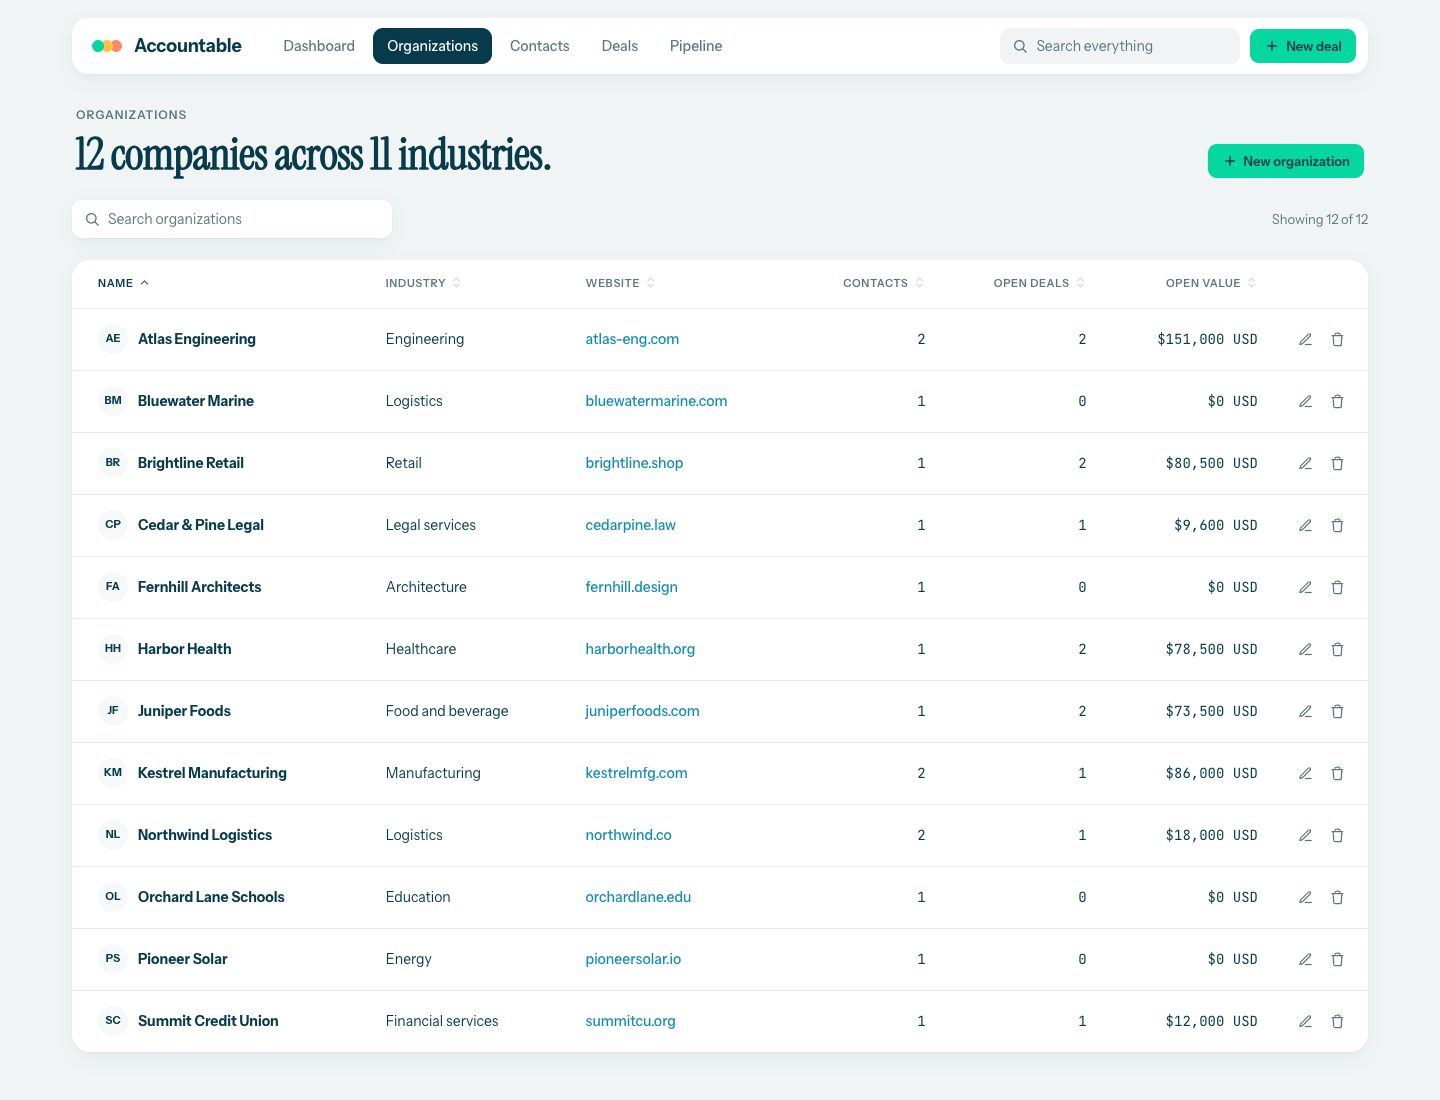 Accountable Dashboard Organizations Contacts Deals Pipeline Search everything + New deal
ORGANIZATIONS
12 companies across 11 industries.
+ New organization
Search organizations Showing 12 of 12
NAME INDUSTRY WEBSITE CONTACTS OPEN DEALS OPEN VALUE
AE Atlas Engineering Engineering atlas-eng.com 2 2 $151,000 USD
BM Bluewater Marine Logistics bluewatermarine.com 1 0 $0 USD
BR Brightline Retail Retail brightline.shop 1 2 $80,500 USD
CP Cedar & Pine Legal Legal services cedarpine.law 1 1 $9,600 USD
FA Fernhill Architects Architecture fernhill.design 1 0 $0 USD
HH Harbor Health Healthcare harborhealth.org 1 2 $78,500 USD
JF Juniper Foods Food and beverage juniperfoods.com 1 2 $73,500 USD
KM Kestrel Manufacturing Manufacturing kestrelmfg.com 2 1 $86,000 USD
NL Northwind Logistics Logistics northwind.co 2 1 $18,000 USD
OL Orchard Lane Schools Education orchardlane.edu 1 0 $0 USD
PS Pioneer Solar Energy pioneersolar.io 1 0 $0 USD
SC Summit Credit Union Financial services summitcu.org 1 1 $12,000 USD